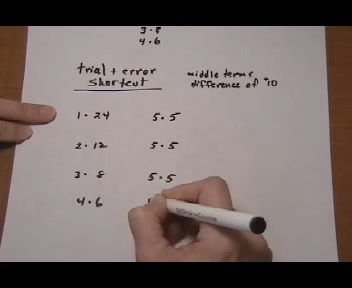 3 · 8
4 · 6
trial + error
shortcut
middle terms
difference of +10
1 · 24 5 · 5
2 · 12 5 · 5
3 · 8 5 · 5
4 · 6 5